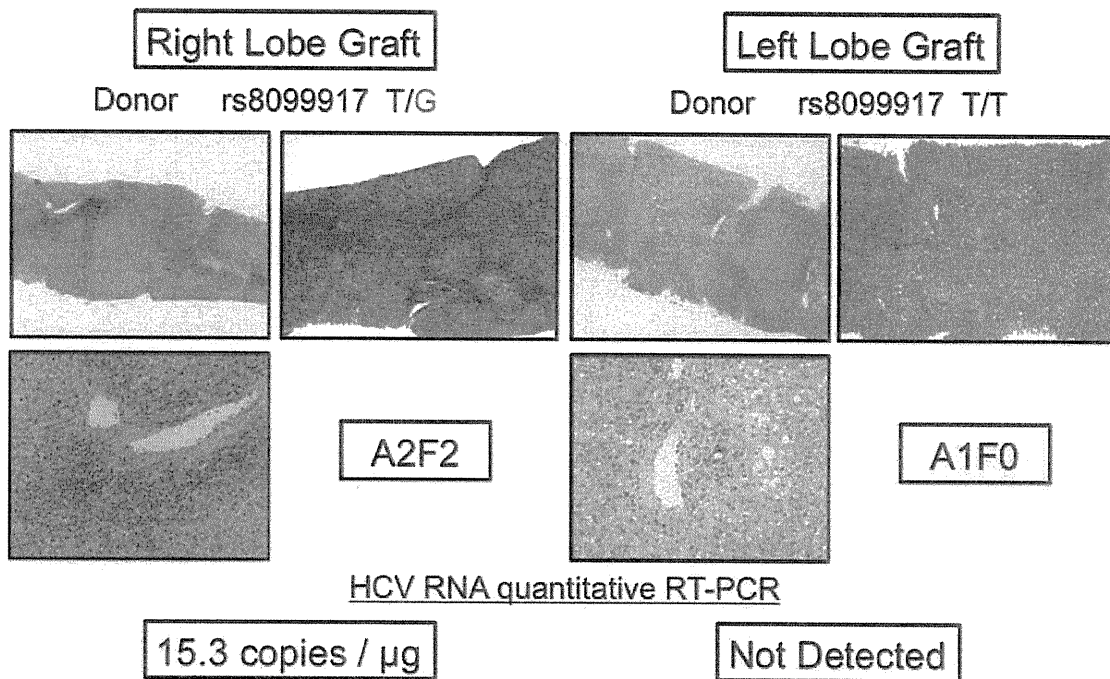 Right Lobe Graft
Left Lobe Graft
Donor rs8099917 T/G
Donor rs8099917 T/T
A2F2
A1F0
HCV RNA quantitative RT-PCR
15.3 copies / μg
Not Detected